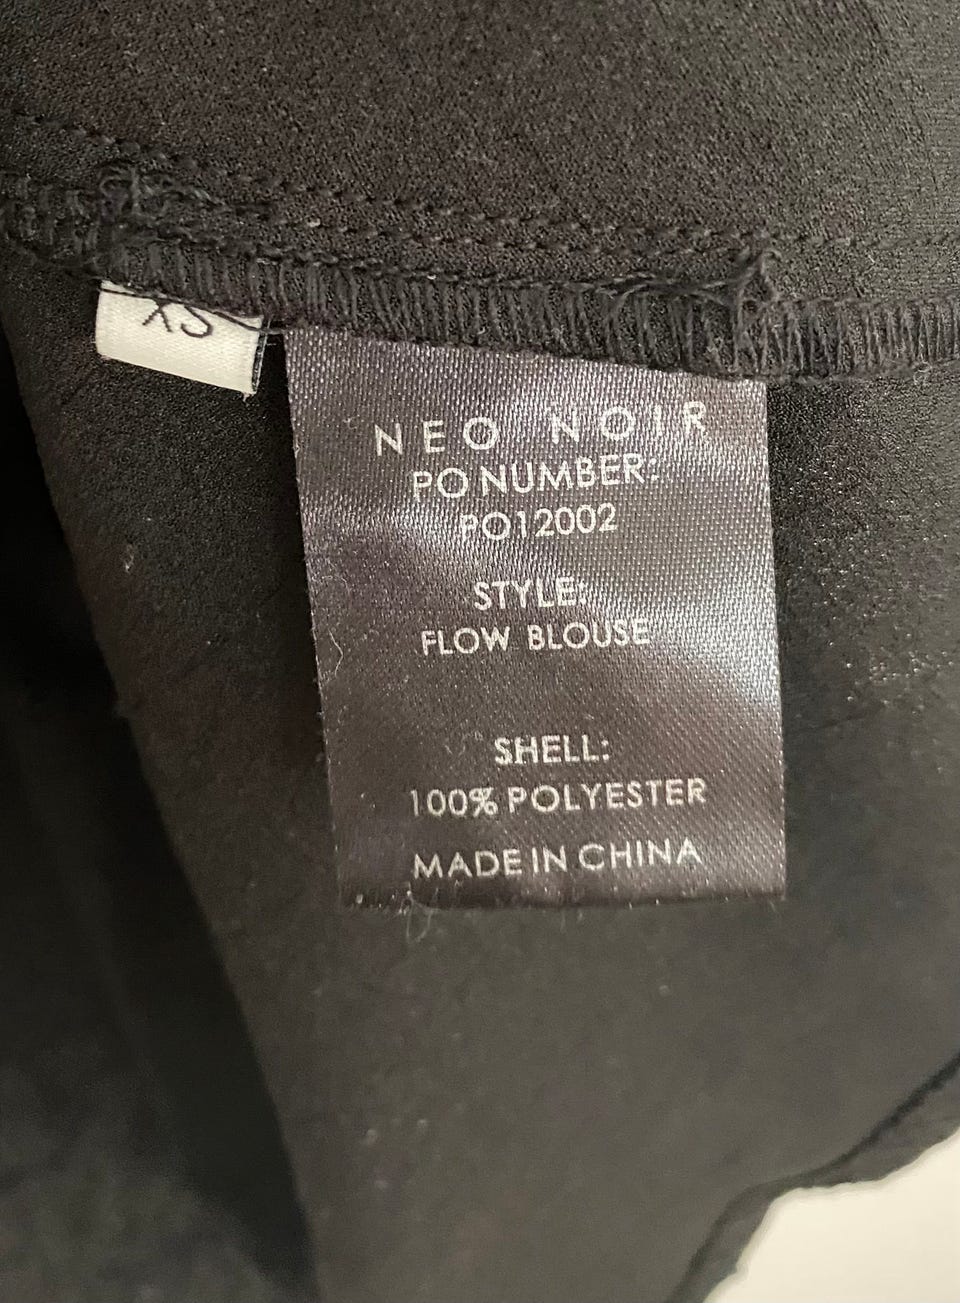 XS
NEO NOIR
PO NUMBER:
PO12002
STYLE:
FLOW BLOUSE
SHELL:
100% POLYESTER
MADE IN CHINA